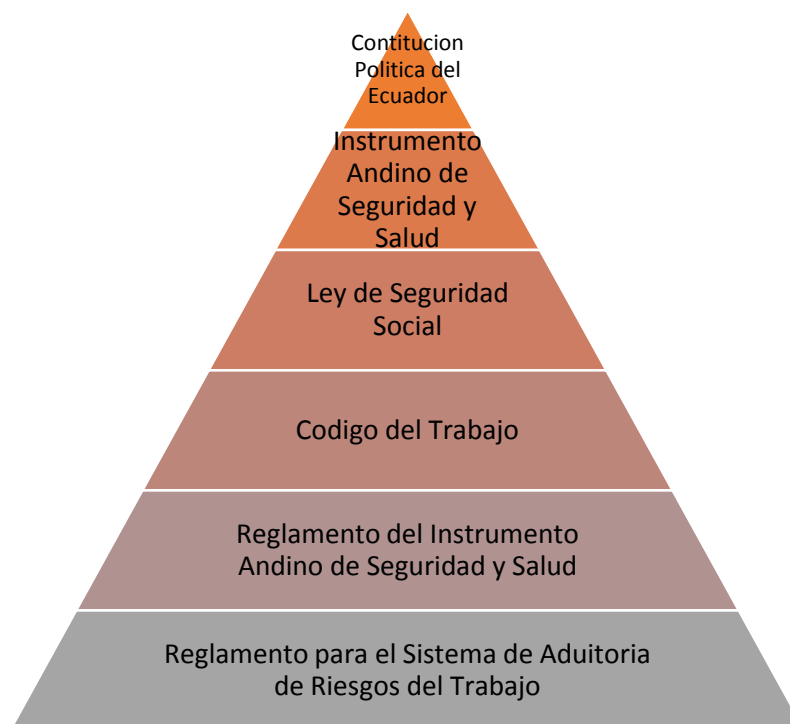 Contitucion
Politica del
Ecuador
Instrumento
Andino de
Seguridad y
Salud
Ley de Seguridad
Social
Codigo del Trabajo
Reglamento del Instrumento
Andino de Seguridad y Salud
Reglamento para el Sistema de Aduitoria
de Riesgos del Trabajo